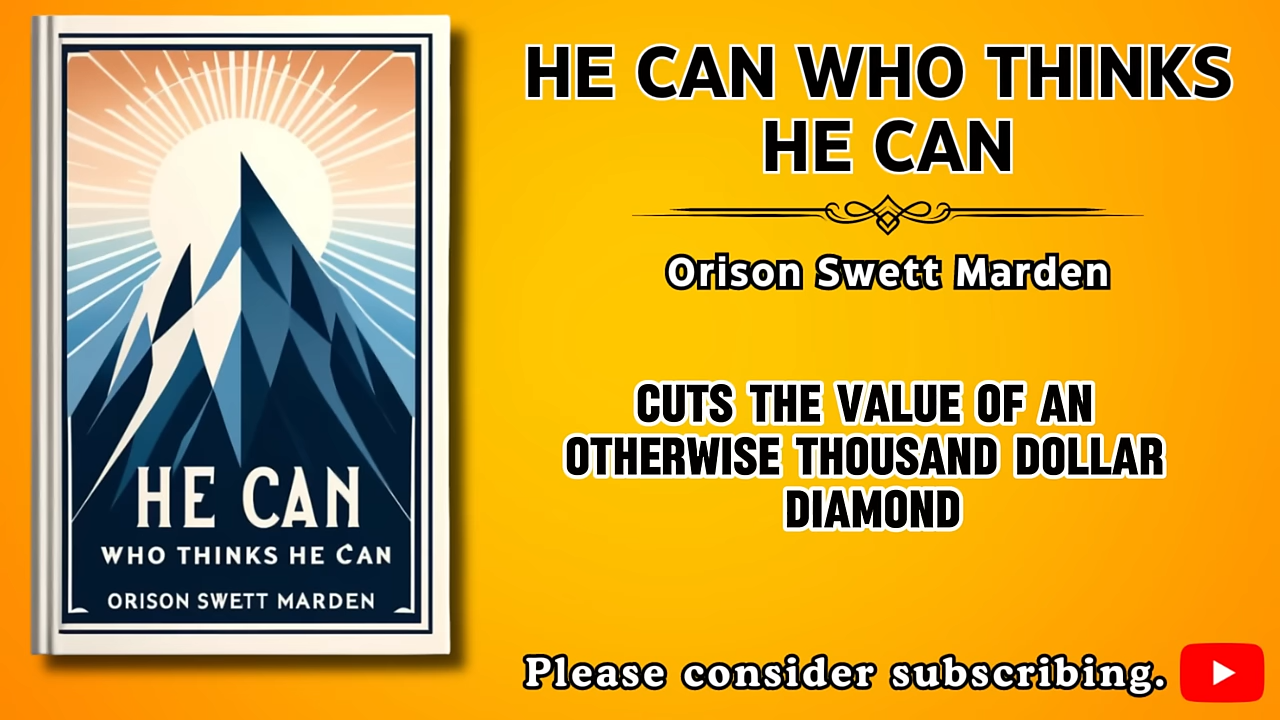 HE CAN
WHO THINKS HE CAN
ORISON SWETT MARDEN
HE CAN WHO THINKS
HE CAN
Orison Swett Marden
CUTS THE VALUE OF AN
OTHERWISE THOUSAND DOLLAR
DIAMOND
Please consider subscribing.